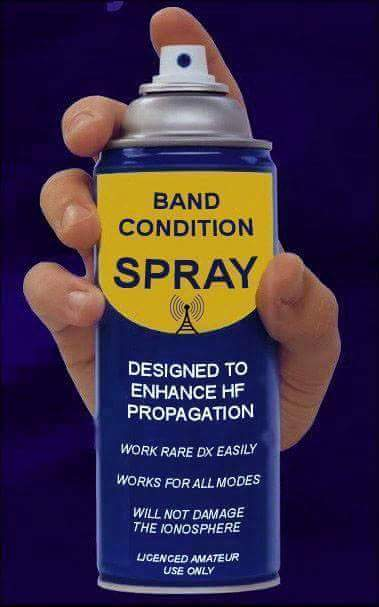 BAND
CONDITION
SPRAY
DESIGNED TO
ENHANCE HF
PROPAGATION
WORK RARE DX EASILY
WORKS FOR ALL MODES
WILL NOT DAMAGE
THE IONOSPHERE
LICENCED AMATEUR
USE ONLY